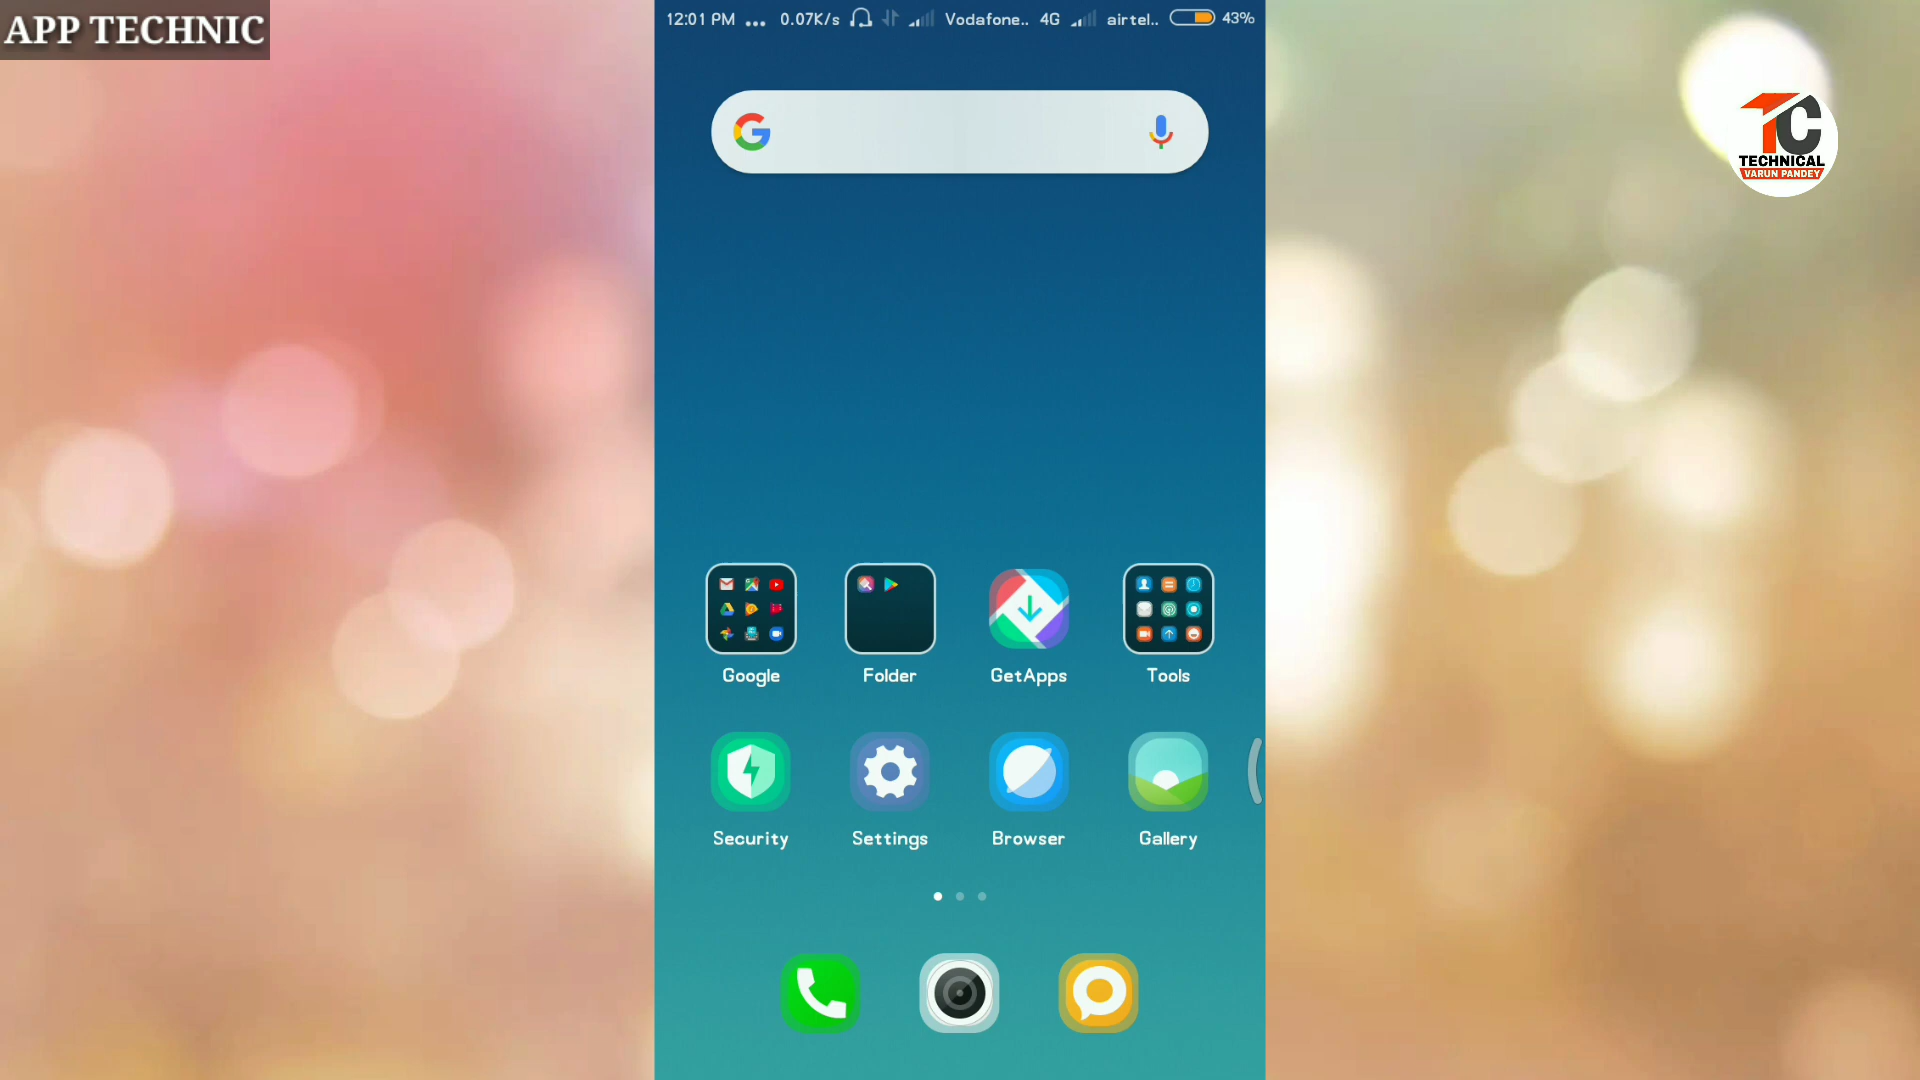 APP TECHNIC
12:01 PM ... 0.07K/s Vodafone.. 4G airtel.. 43%
TC
TECHNICAL
VARUN PANDEY
Google Folder GetApps Tools
Security Settings Browser Gallery